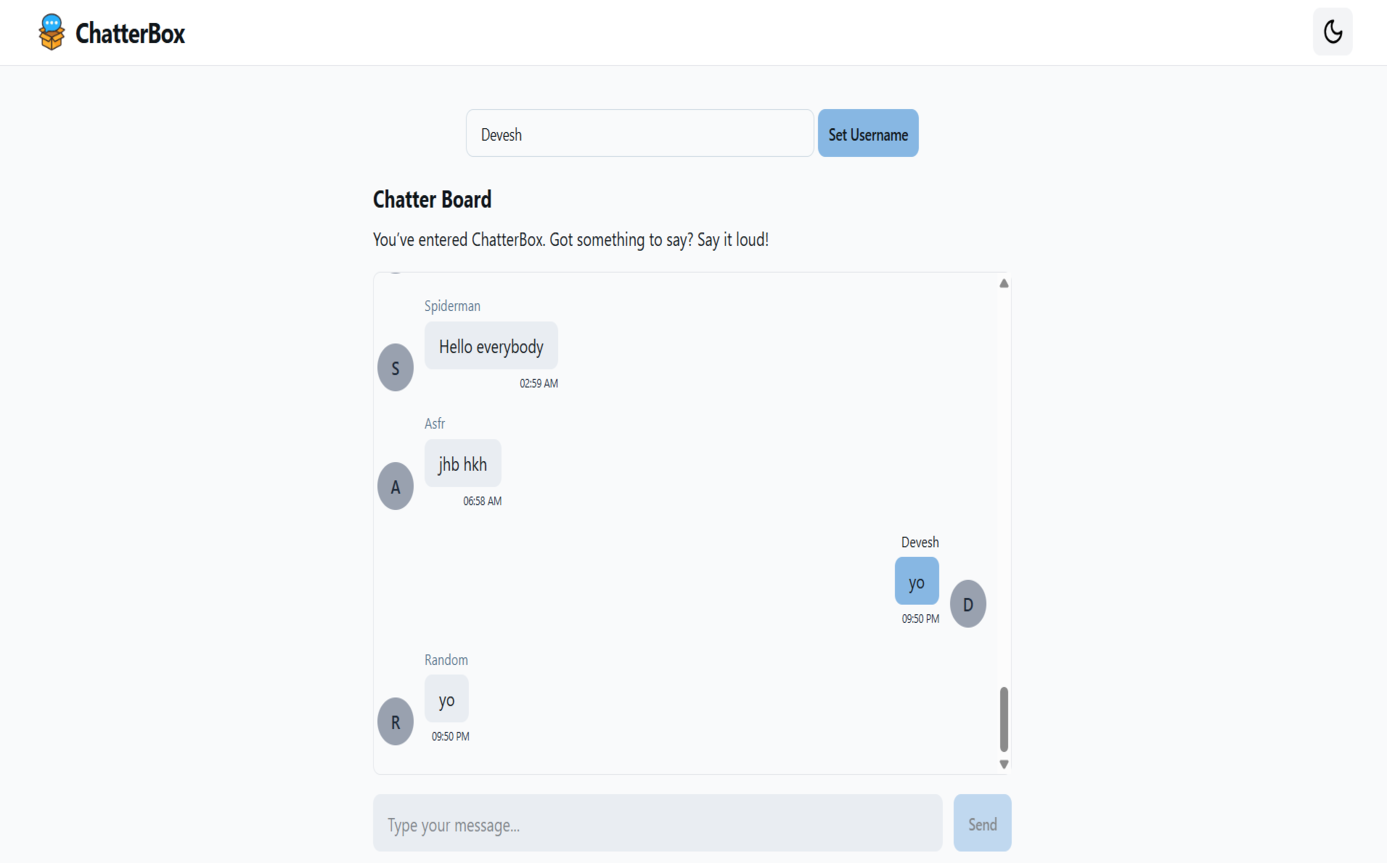 ChatterBox
Devesh
Set Username
Chatter Board
You've entered ChatterBox. Got something to say? Say it loud!
Spiderman
Hello everybody
S
02:59 AM
Asfr
jhb hkh
A
06:58 AM
Devesh
yo
D
09:50 PM
Random
yo
R
09:50 PM
Type your message...
Send